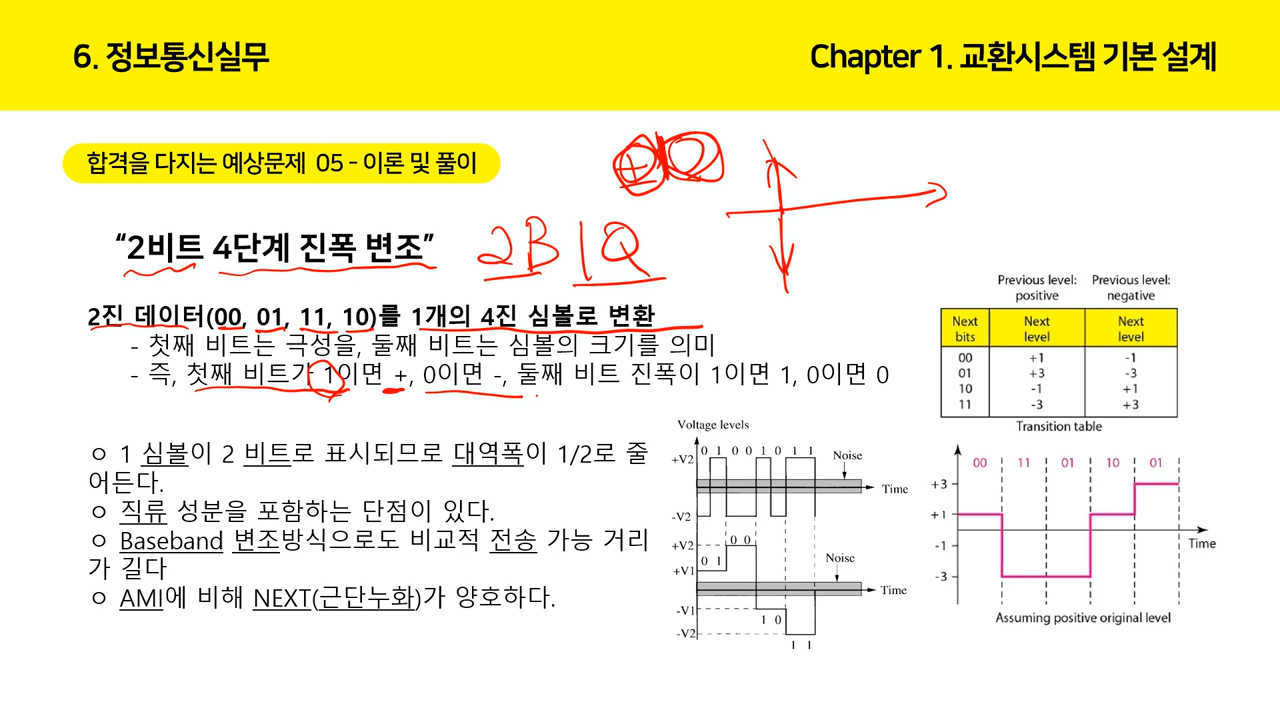 6. 정보통신실무
Chapter 1. 교환시스템 기본 설계
합격을 다지는 예상문제 05 - 이론 및 풀이
+
“2비트 4단계 진폭 변조”
2B 1Q
2진 데이터(00, 01, 11, 10)를 1개의 4진 심볼로 변환
- 첫째 비트는 극성을, 둘째 비트는 심볼의 크기를 의미
- 즉, 첫째 비트가 1이면 +, 0이면 -, 둘째 비트 진폭이 1이면 1, 0이면 0
ㅇ 1 심볼이 2 비트로 표시되므로 대역폭이 1/2로 줄
어든다.
ㅇ 직류 성분을 포함하는 단점이 있다.
ㅇ Baseband 변조방식으로도 비교적 전송 가능 거리
가 길다
ㅇ AMI에 비해 NEXT(근단누화)가 양호하다.
Voltage levels
0 1 0 0 1 0 1 1
+V2
Noise
Time
-V2
+V2
0 0
0 1
+V1
Noise
Time
-V1
1 0
-V2
1 1
Previous level: positive
Previous level: negative
Next bits
Next level
Next level
00 +1 -1
01 +3 -3
10 -1 +1
11 -3 +3
Transition table
00 11 01 10 01
+3
+1
-1
-3
Time
Assuming positive original level